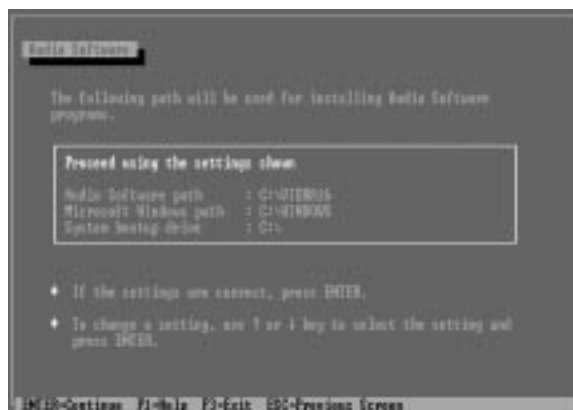 Audio Software
The following path will be used for installing Audio Software
programs.
Proceed using the settings shown
Audio Software path :
Microsoft Windows path : C:\WINDOWS
System bootup drive : C:\
♦ If the settings are correct, press ENTER.
♦ To change a setting, use ↑ or ↓ key to select the setting and
press ENTER.
ENTER=Continue F1=Help F3=Exit ESC=Previous Screen